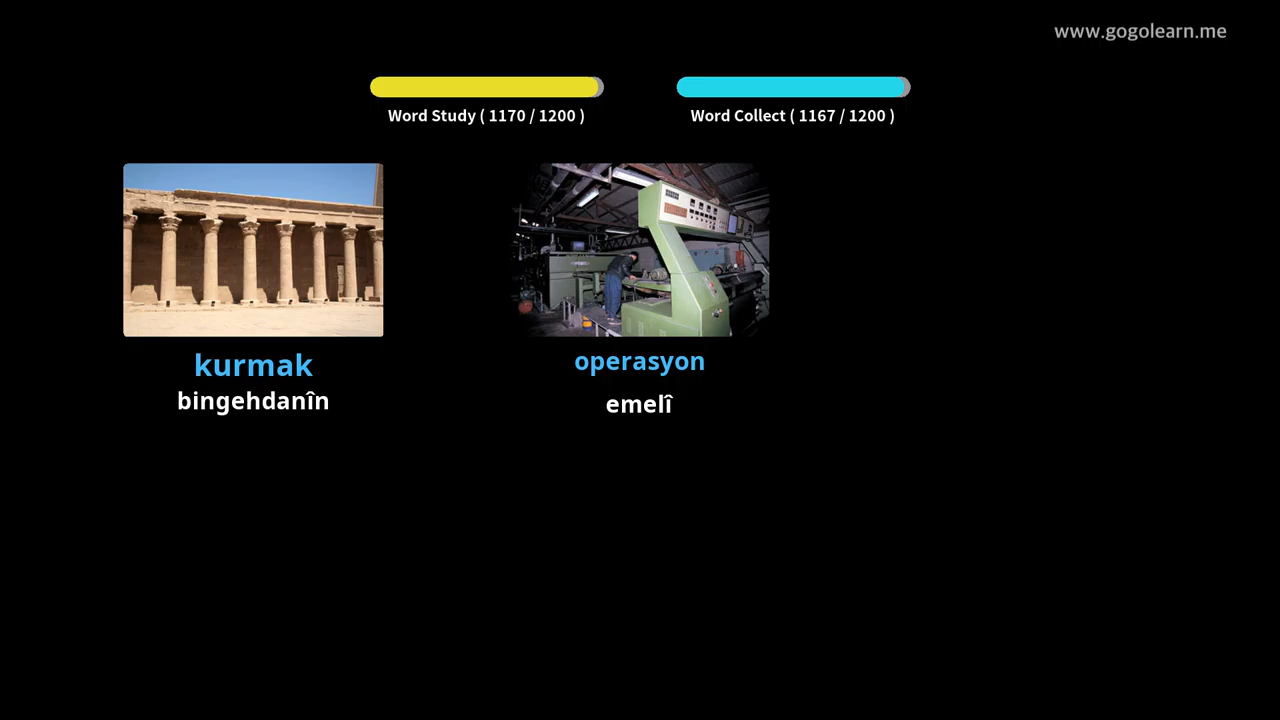 www.gogolearn.me
Word Study ( 1170 / 1200 )
Word Collect ( 1167 / 1200 )
kurmak
bingehdanîn
operasyon
emelî